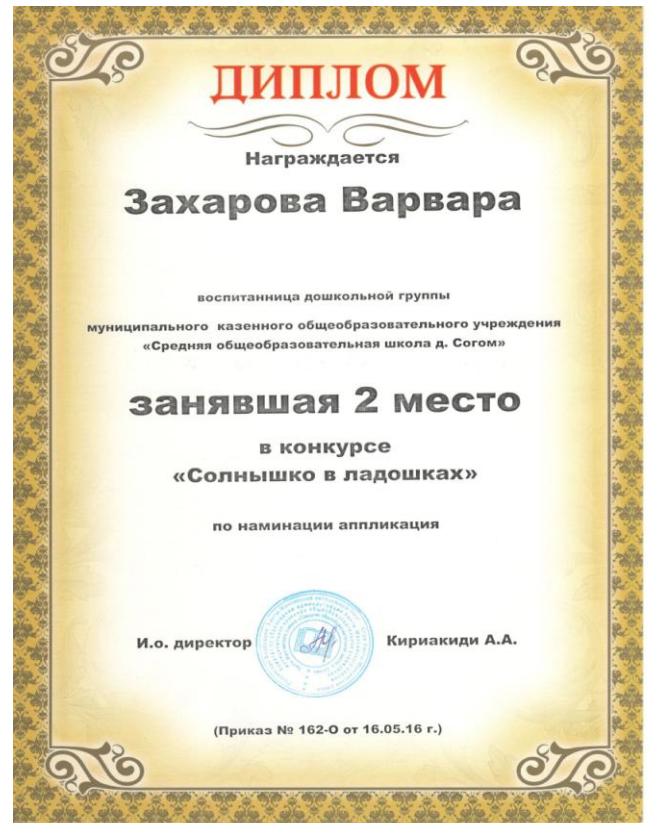 ДИПЛОМ
Награждается
Захарова Варвара
воспитанница дошкольной группы
муниципального казенного общеобразовательного учреждения
«Средняя общеобразовательная школа д. Согом»
занявшая 2 место
в конкурсе
«Солнышко в ладошках»
по наминации аппликация
И.о. директор Кириакиди А.А.
(Приказ № 162-О от 16.05.16 г.)